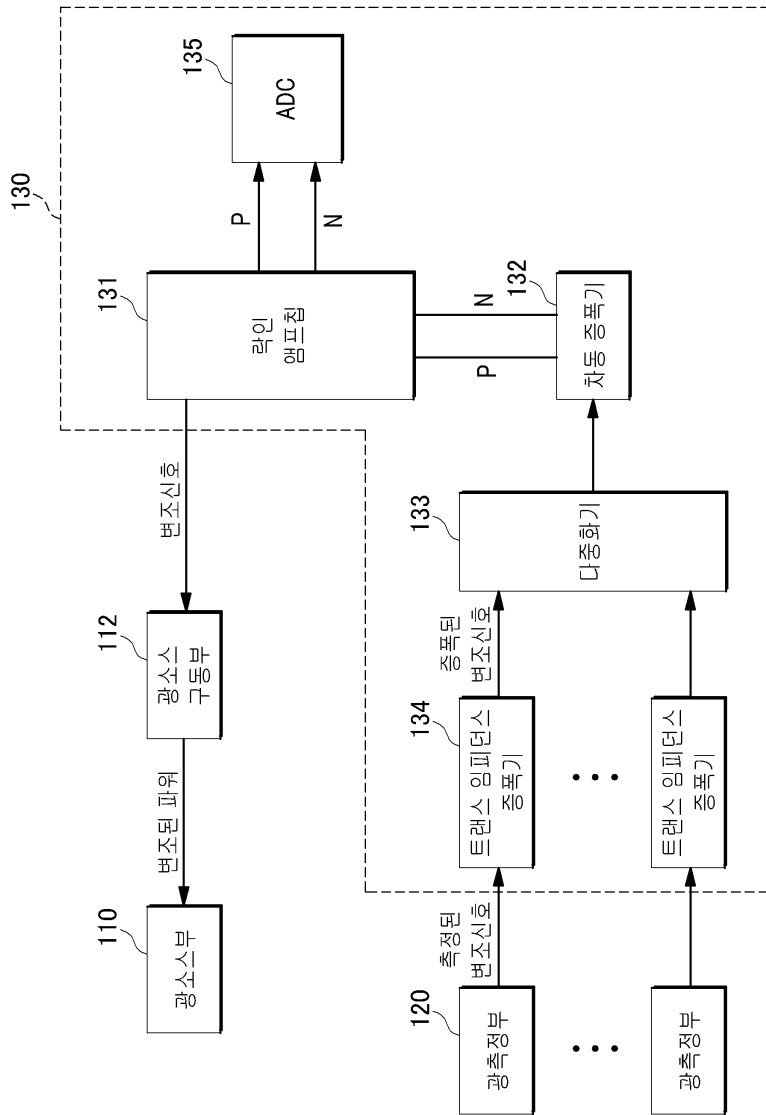 130
110
광소스부
변조된 파워
112
광소스
구동부
변조신호
131
락인
앰프칩
P
N
135
ADC
120
광측정부
측정된
변조신호
134
트랜스 임피던스
증폭기
증폭된
변조신호
133
다중화기
P
N
132
차동 증폭기
광측정부
트랜스 임피던스
증폭기